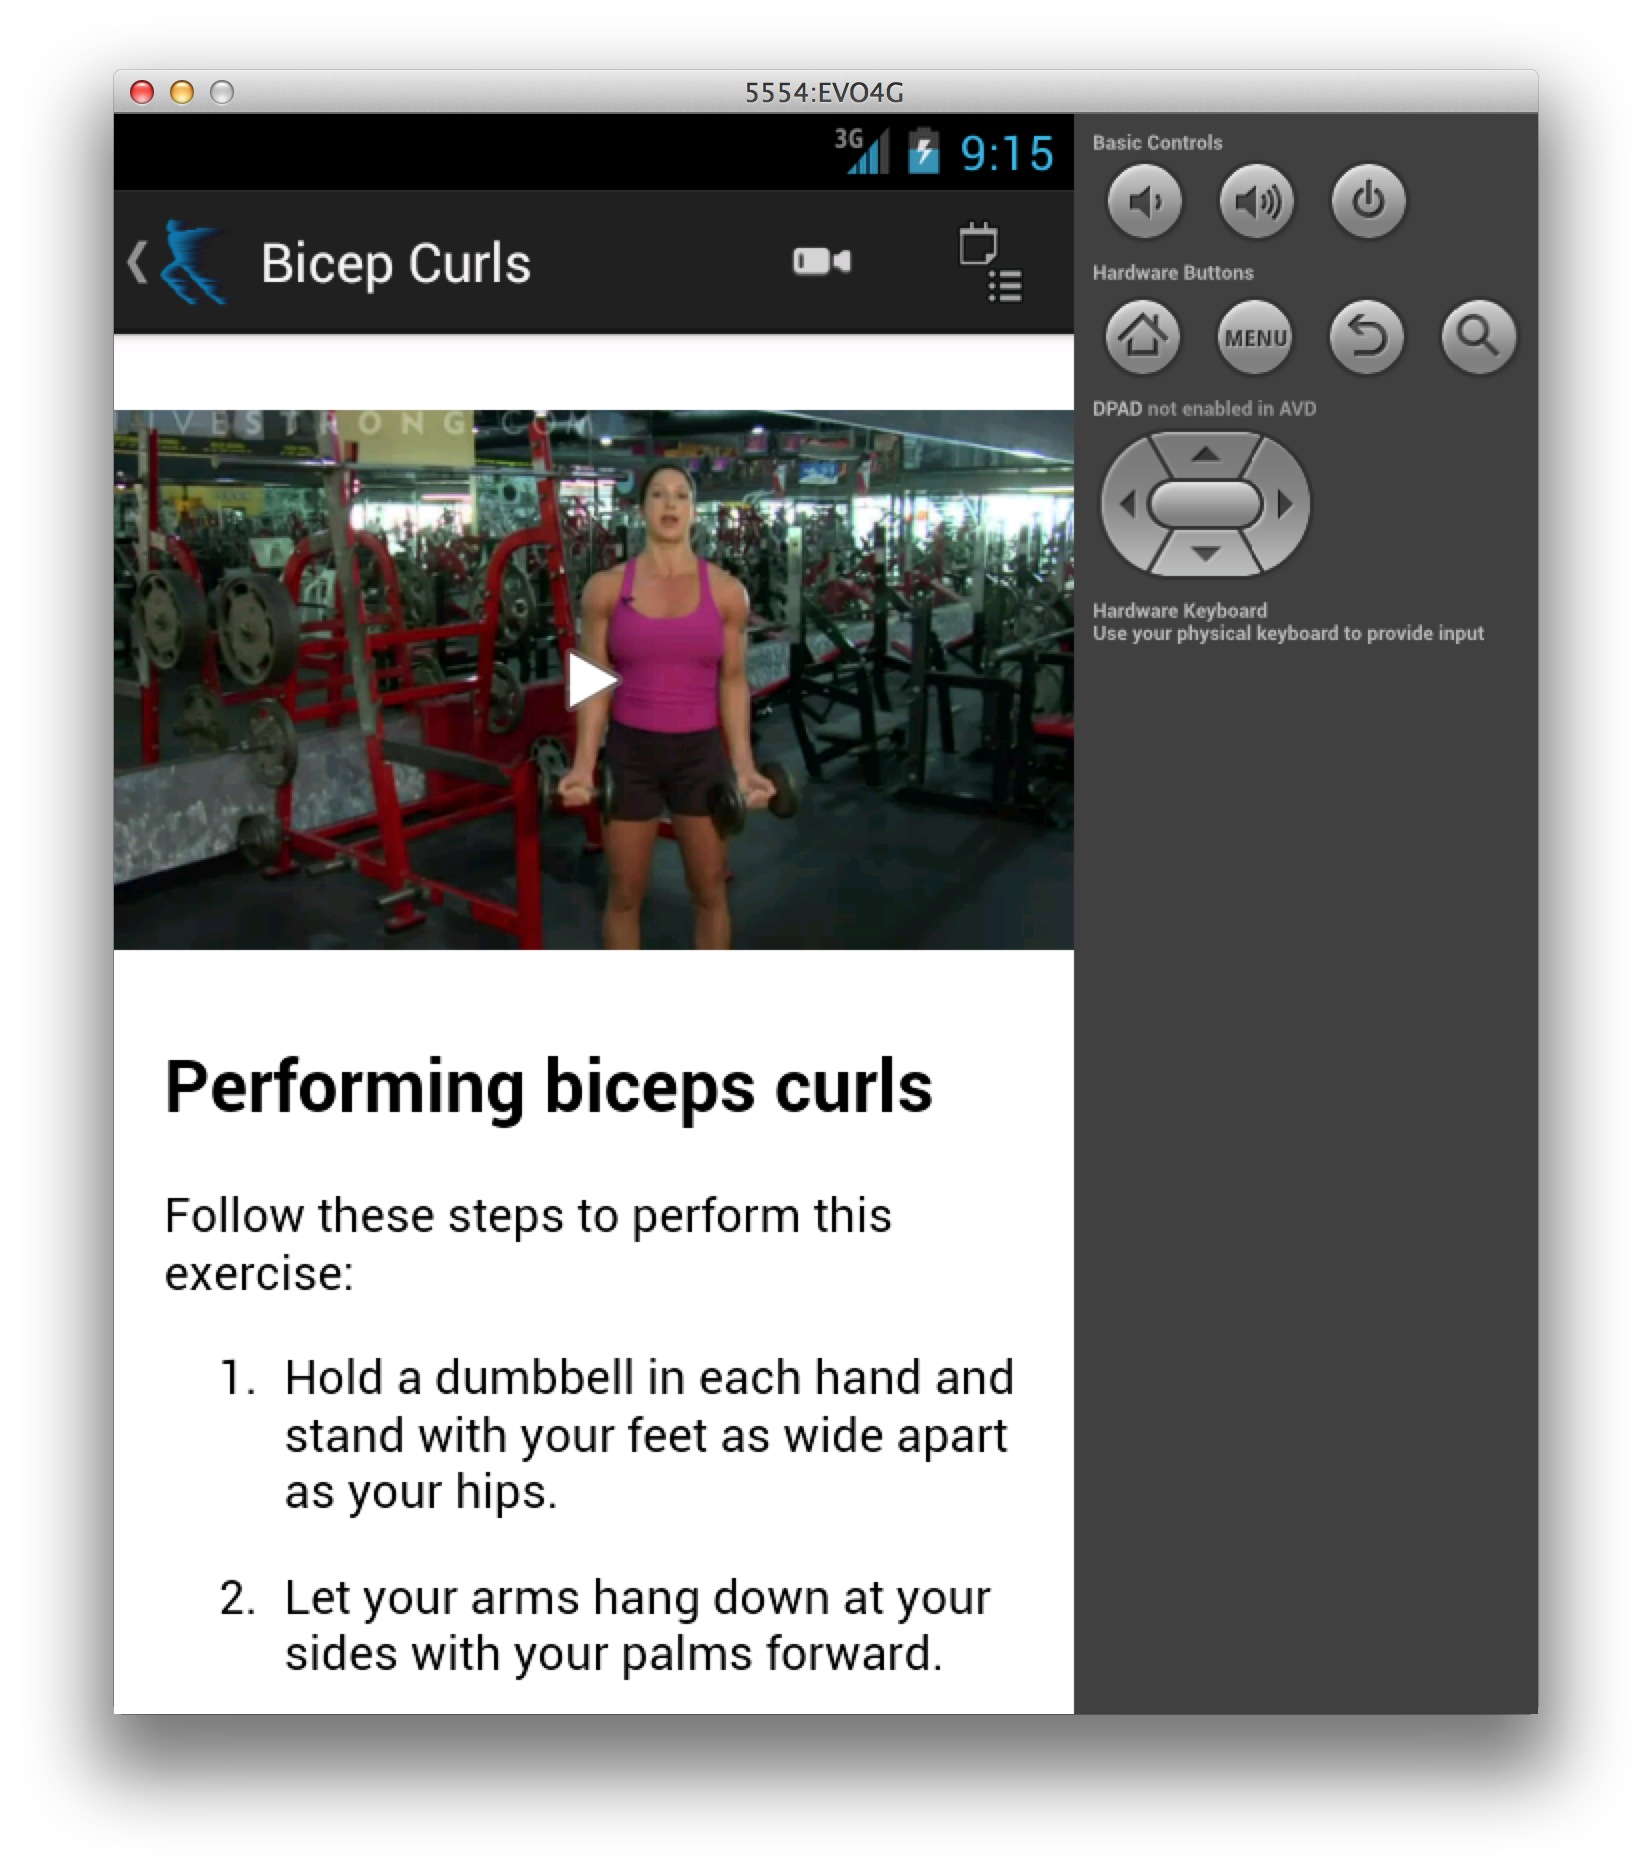 5554:EVO4G
3G
9:15
Bicep Curls
LIVESTRONG.COM
Performing biceps curls
Follow these steps to perform this
exercise:
1. Hold a dumbbell in each hand and
stand with your feet as wide apart
as your hips.
2. Let your arms hang down at your
sides with your palms forward.
Basic Controls
Hardware Buttons
MENU
DPAD not enabled in AVD
Hardware Keyboard
Use your physical keyboard to provide input